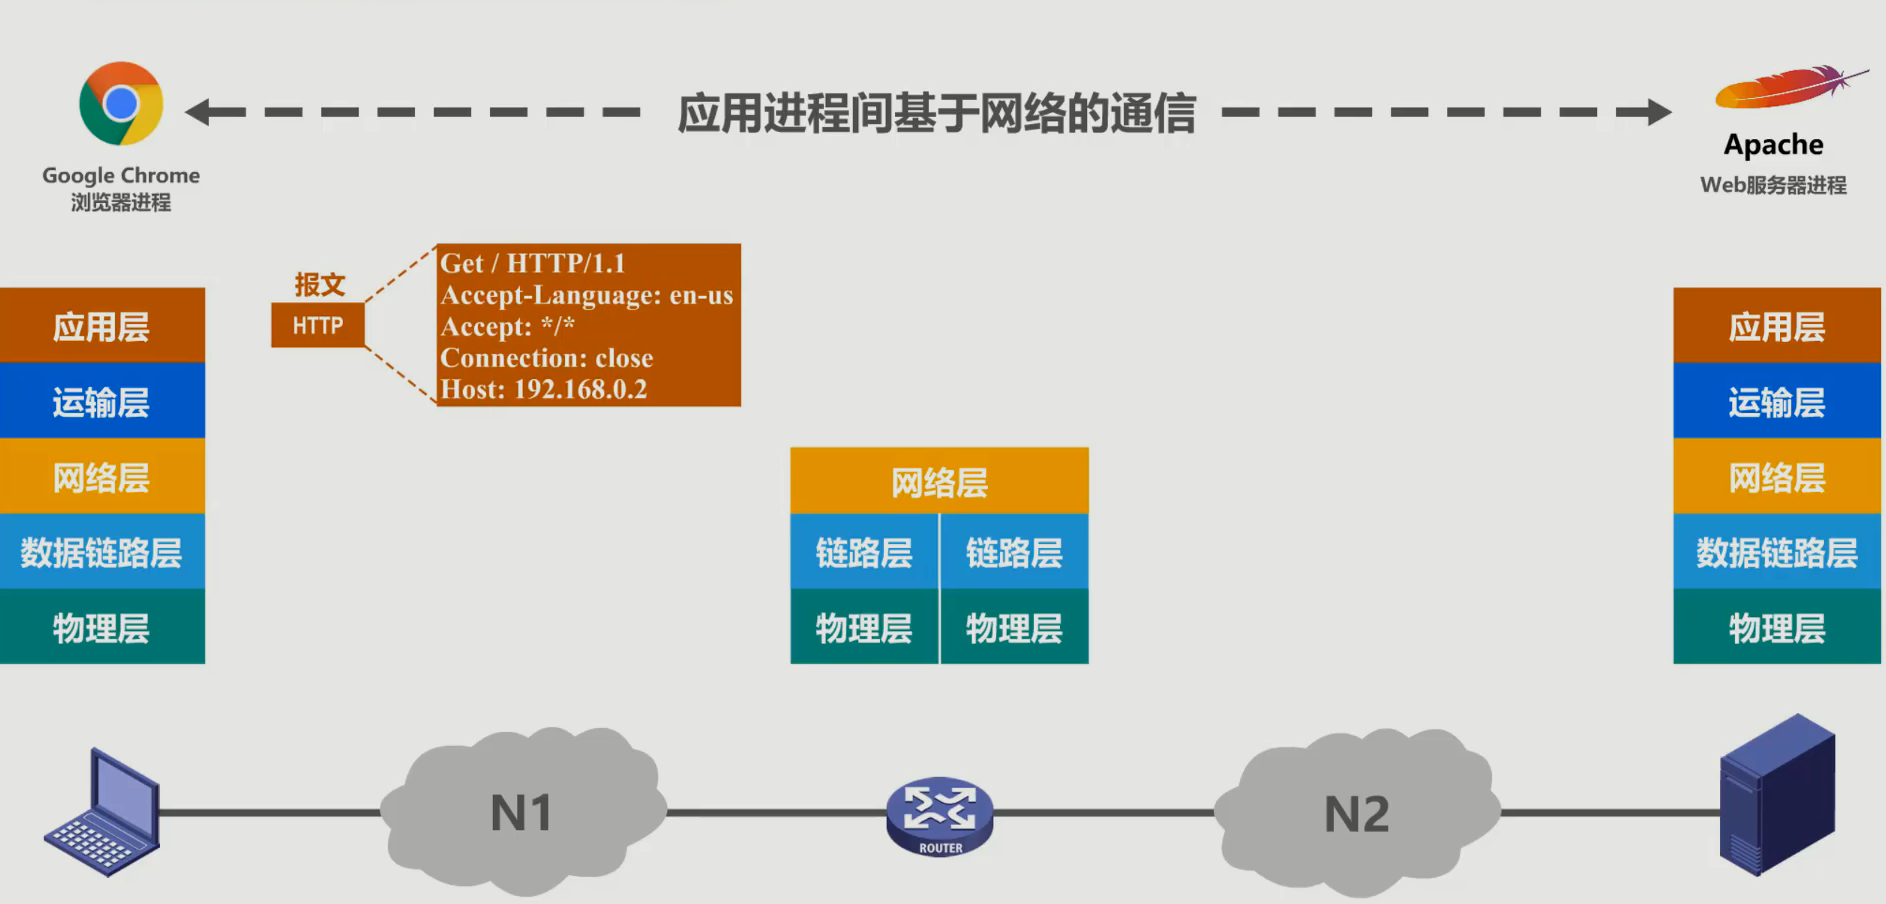 应用进程间基于网络的通信
Google Chrome
浏览器进程
Apache
Web服务器进程
报文
HTTP
Get / HTTP/1.1
Accept-Language: en-us
Accept: */*
Connection: close
Host: 192.168.0.2
应用层
运输层
网络层
数据链路层
物理层
网络层
链路层 链路层
物理层 物理层
应用层
运输层
网络层
数据链路层
物理层
N1
ROUTER
N2